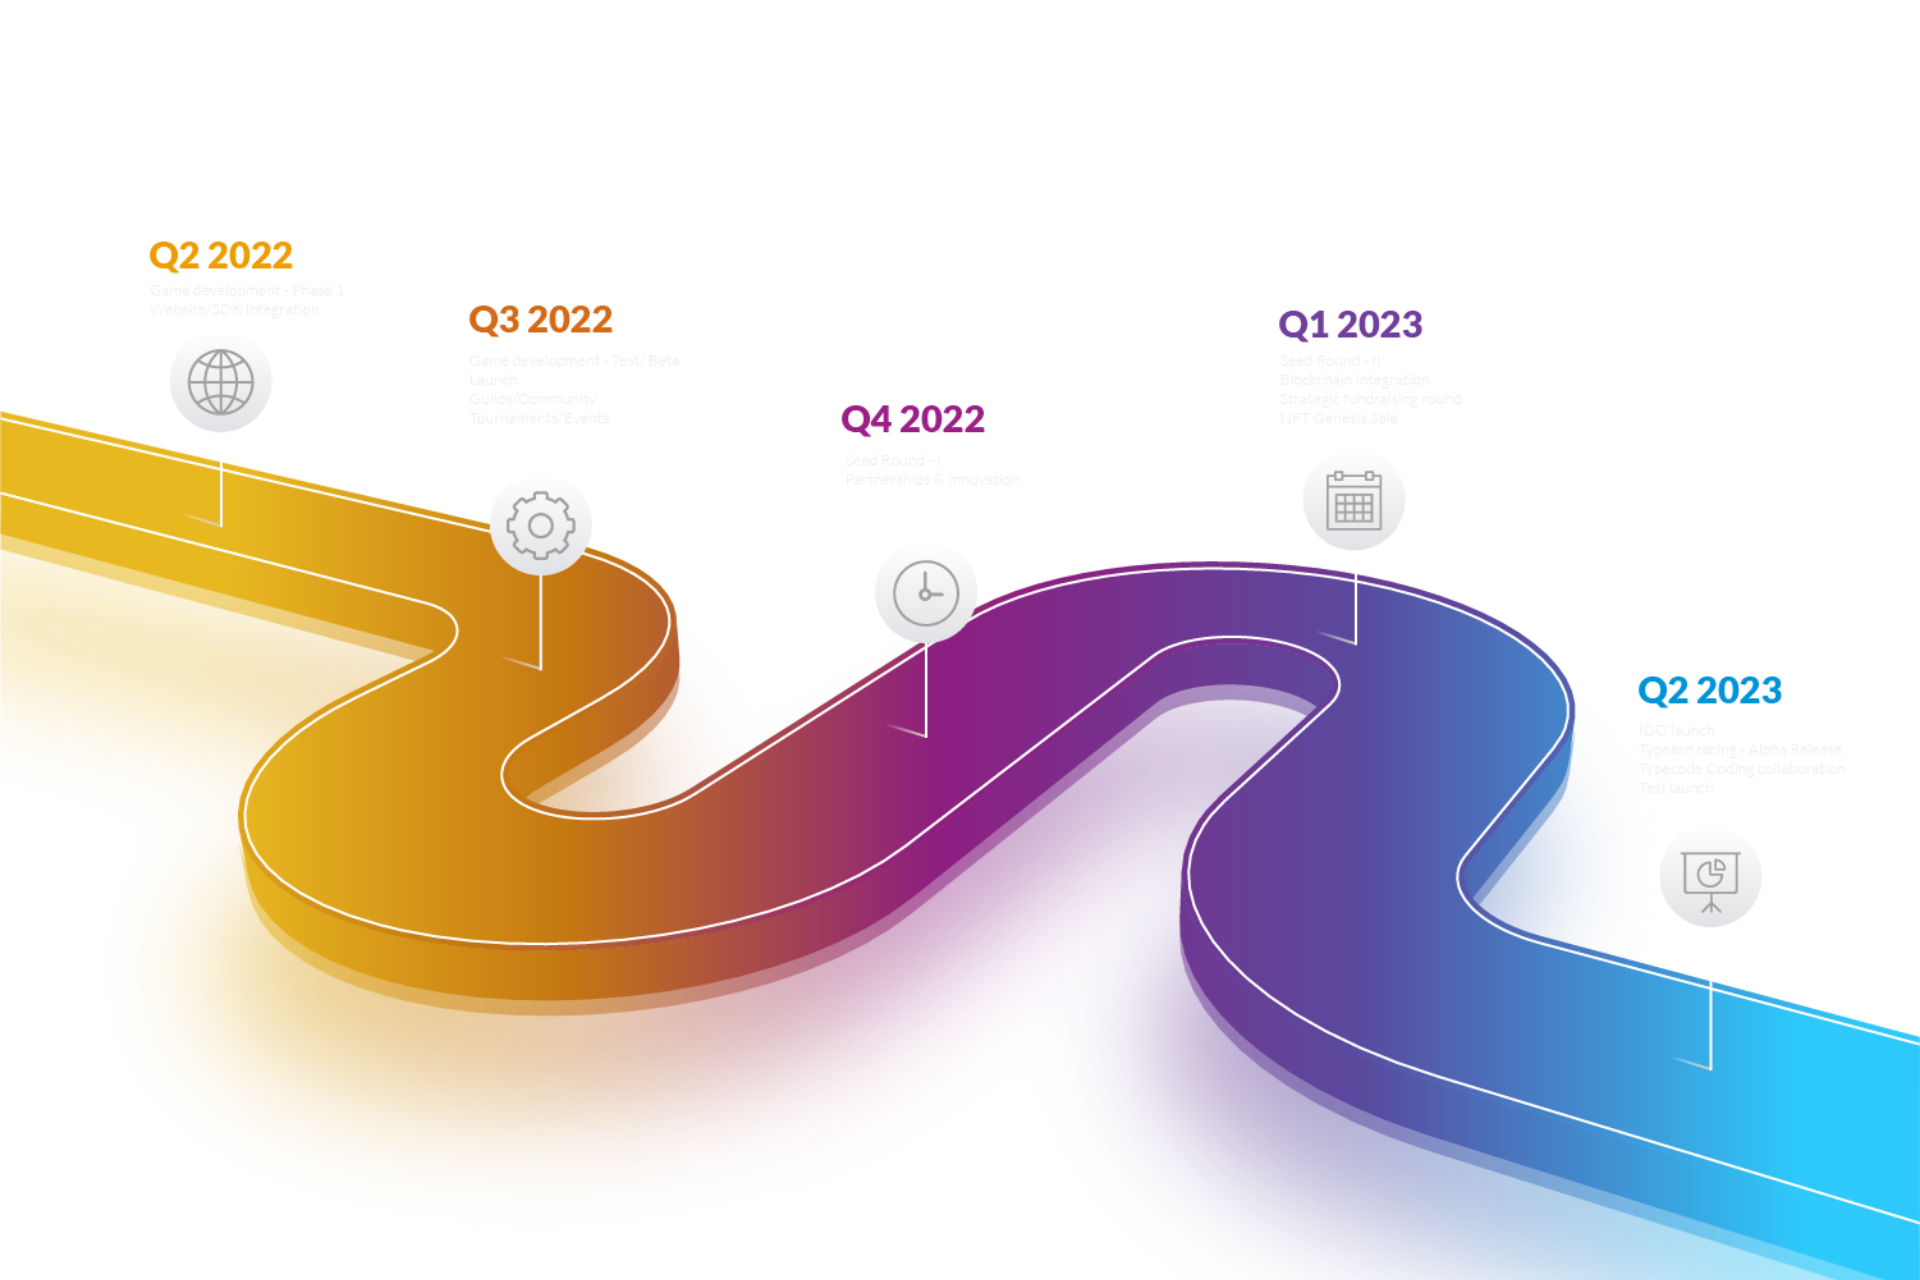 Q2 2022
Game development - Phase 1
Website/SDK integration
Q3 2022
Game development - Test/ Beta
Launch
Guilds/Community
Tournaments/Events
Q4 2022
Seed Round - I
Partnerships & Innovation
Q1 2023
Seed Round - II
Blockchain integration
Strategic fundraising round
NFT Genesis Sale
Q2 2023
IDO launch
Typearn racing - Alpha Release
Typecode Coding collaboration
Test launch